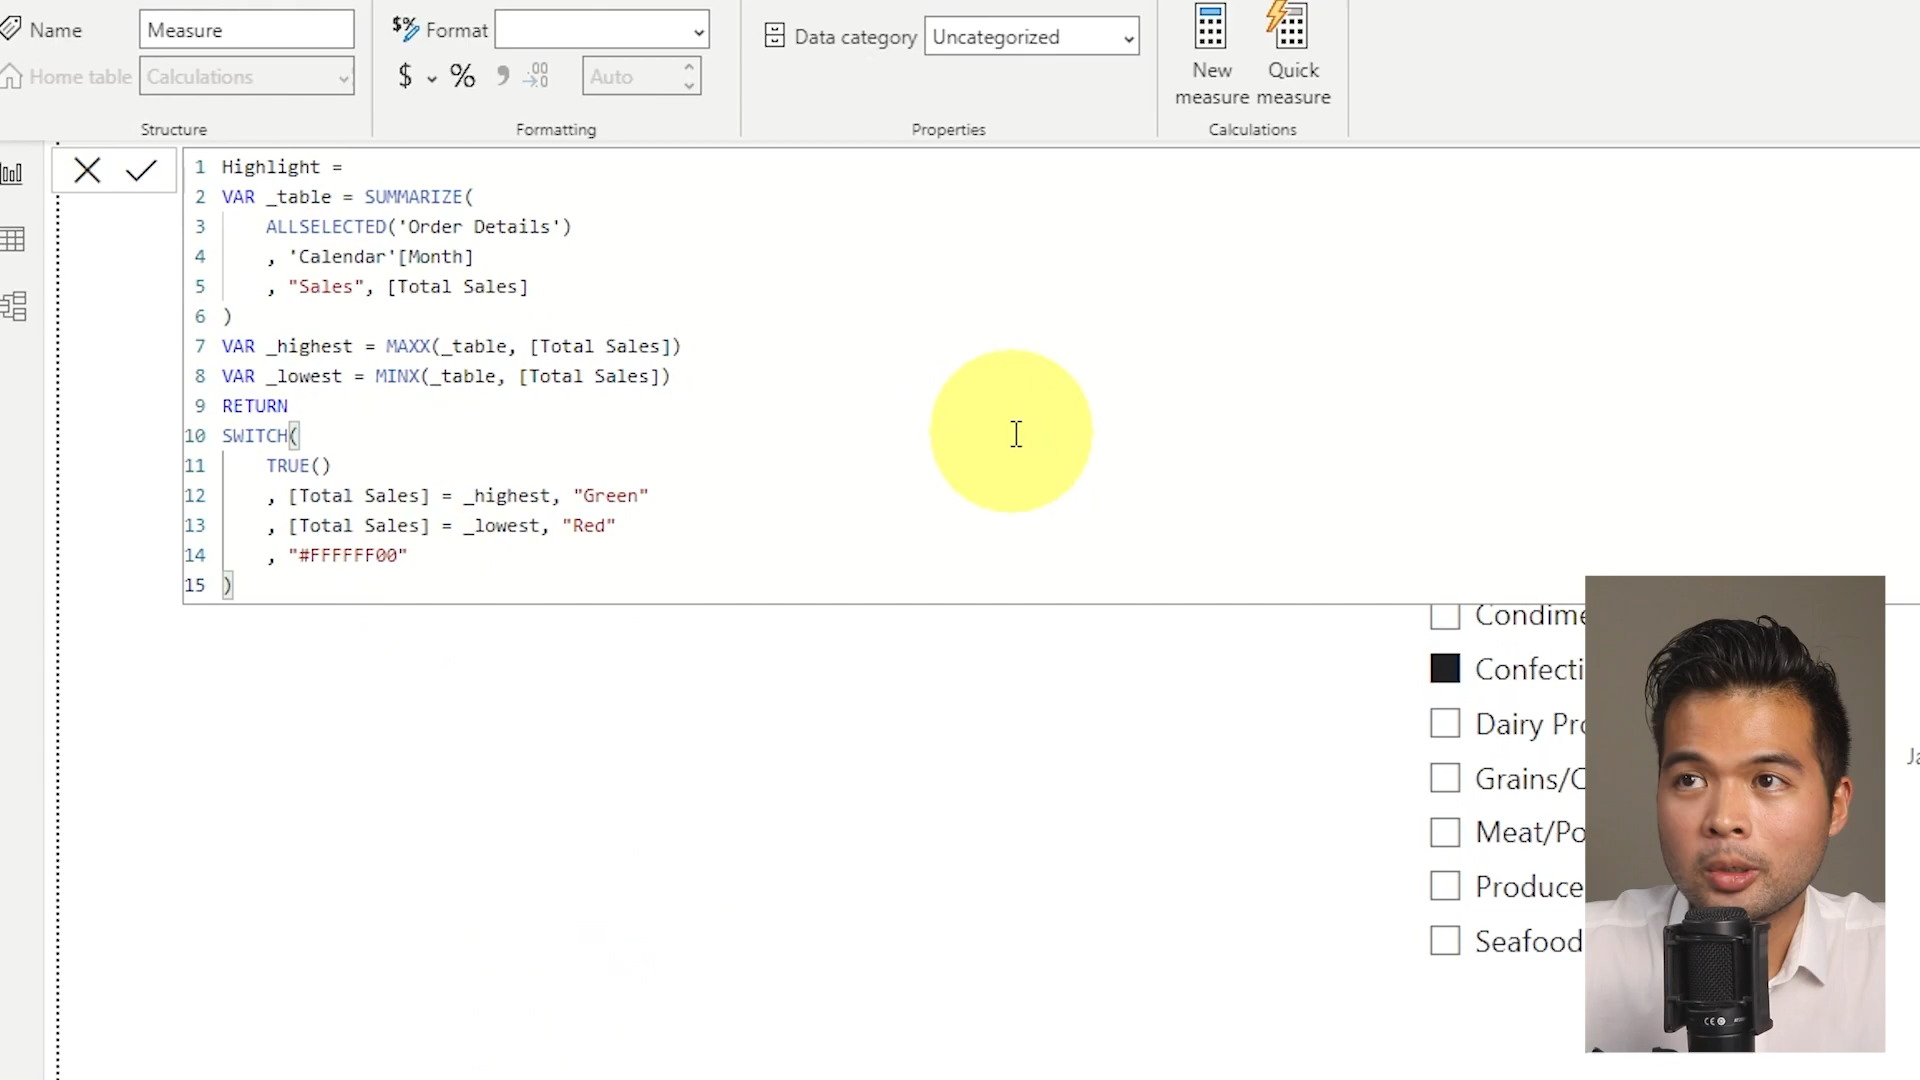 Name
Measure
Format
Data category
Uncategorized
New
measure
Quick
measure
Home table
Calculations
$
%
Auto
Structure
Formatting
Properties
Calculations
1 Highlight =
2 VAR _table = SUMMARIZE(
3 ALLSELECTED('Order Details')
4 , 'Calendar'[Month]
5 , "Sales", [Total Sales]
6 )
7 VAR _highest = MAXX(_table, [Total Sales])
8 VAR _lowest = MINX(_table, [Total Sales])
9 RETURN
10 SWITCH(
11 TRUE()
12 , [Total Sales] = _highest, "Green"
13 , [Total Sales] = _lowest, "Red"
14 , "#FFFFFF00"
15 )
Condime
Confecti
Dairy Pro
Grains/C
Meat/Po
Produce
Seafood
Ja